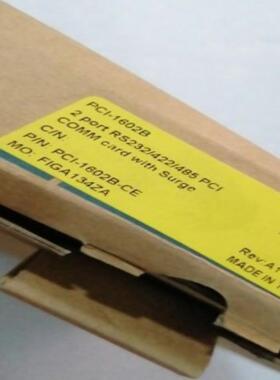 PCI-1602B
2 port RS232/422/485 PCI
COMM card with Surge
C/N:
P/N: PCI-1602B-CE
MO: FIGA134ZA
Rev:A1
MADE IN